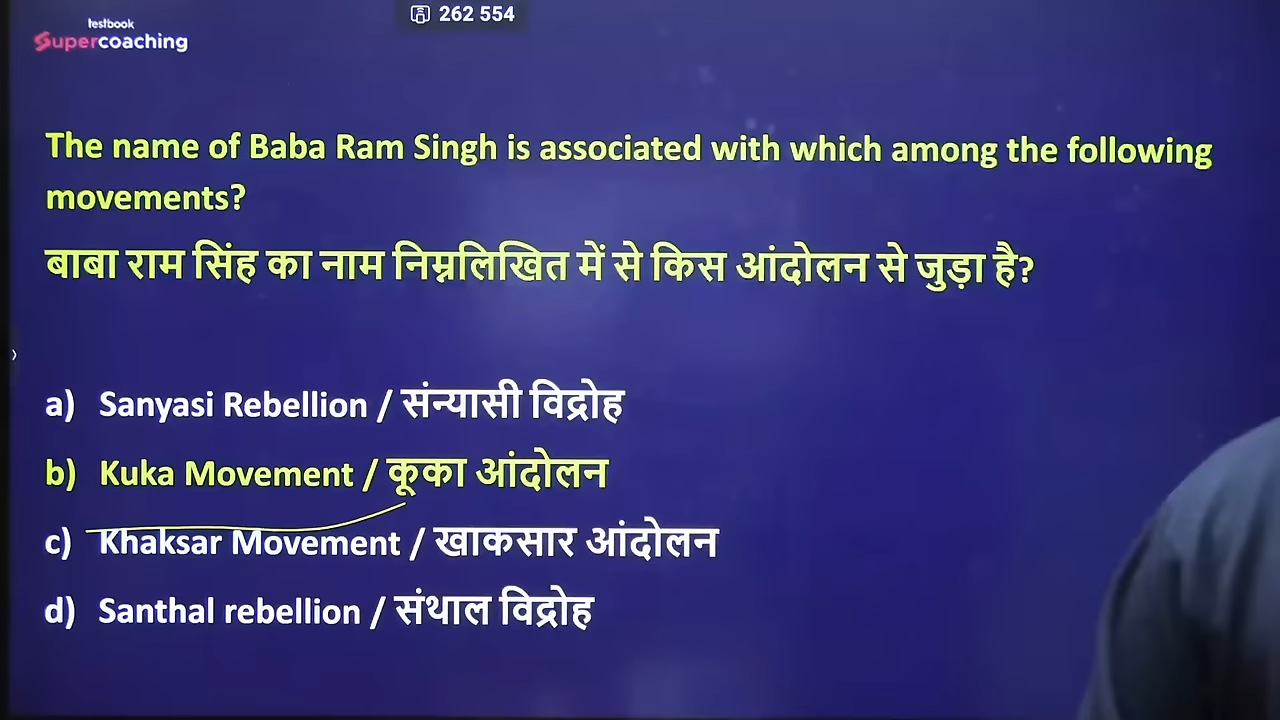 262 554
testbook
Supercoaching
The name of Baba Ram Singh is associated with which among the following
movements?
बाबा राम सिंह का नाम निम्नलिखित में से किस आंदोलन से जुड़ा है?
a) Sanyasi Rebellion / संन्यासी विद्रोह
b) Kuka Movement / कूका आंदोलन
c) Khaksar Movement / खाकसार आंदोलन
d) Santhal rebellion / संथाल विद्रोह